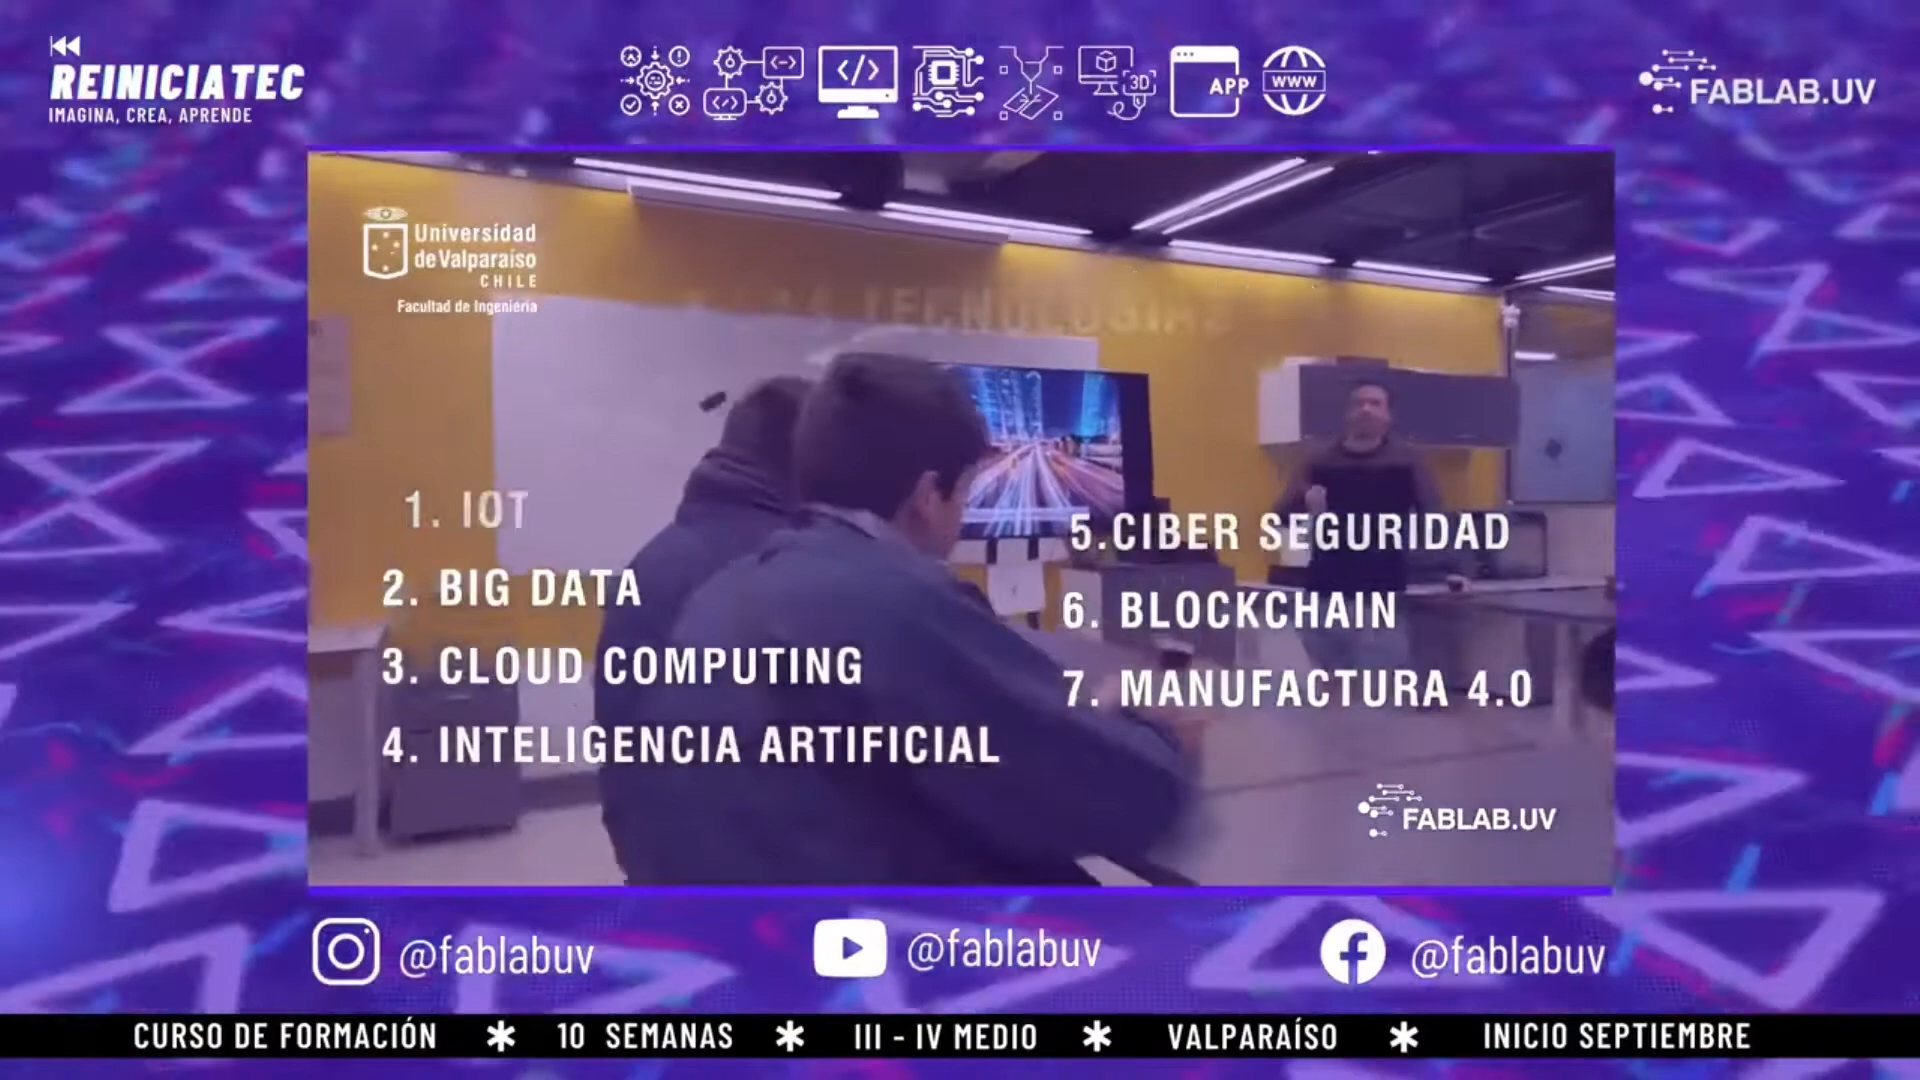 REINICIATEC
IMAGINA, CREA, APRENDE
</>
3D
APP
WWW
FABLAB.UV
Universidad
de Valparaíso
CHILE
Facultad de Ingeniería
TECNOLOGÍAS
1. IOT
2. BIG DATA
3. CLOUD COMPUTING
4. INTELIGENCIA ARTIFICIAL
5.CIBER SEGURIDAD
6. BLOCKCHAIN
7. MANUFACTURA 4.0
FABLAB.UV
@fablabuv
@fablabuv
@fablabuv
CURSO DE FORMACIÓN * 10 SEMANAS * III - IV MEDIO * VALPARAÍSO * INICIO SEPTIEMBRE